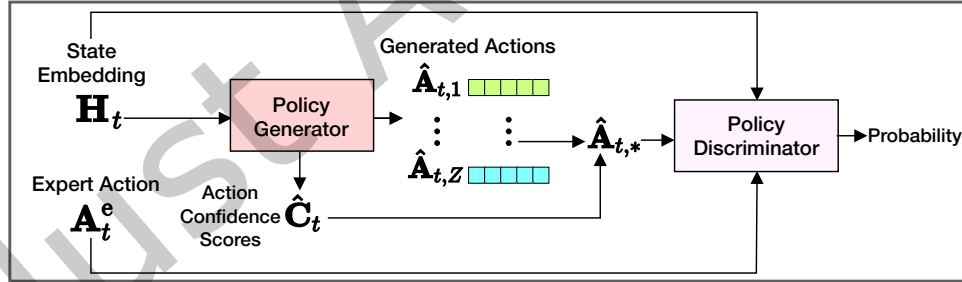 State
Embedding
H_t
Policy
Generator
Generated Actions
Â_{t,1}
Â_{t,Z}
Â_{t,*}
Policy
Discriminator
Probability
Expert Action
A_t^e
Action
Confidence
Scores
Ĉ_t
Just A